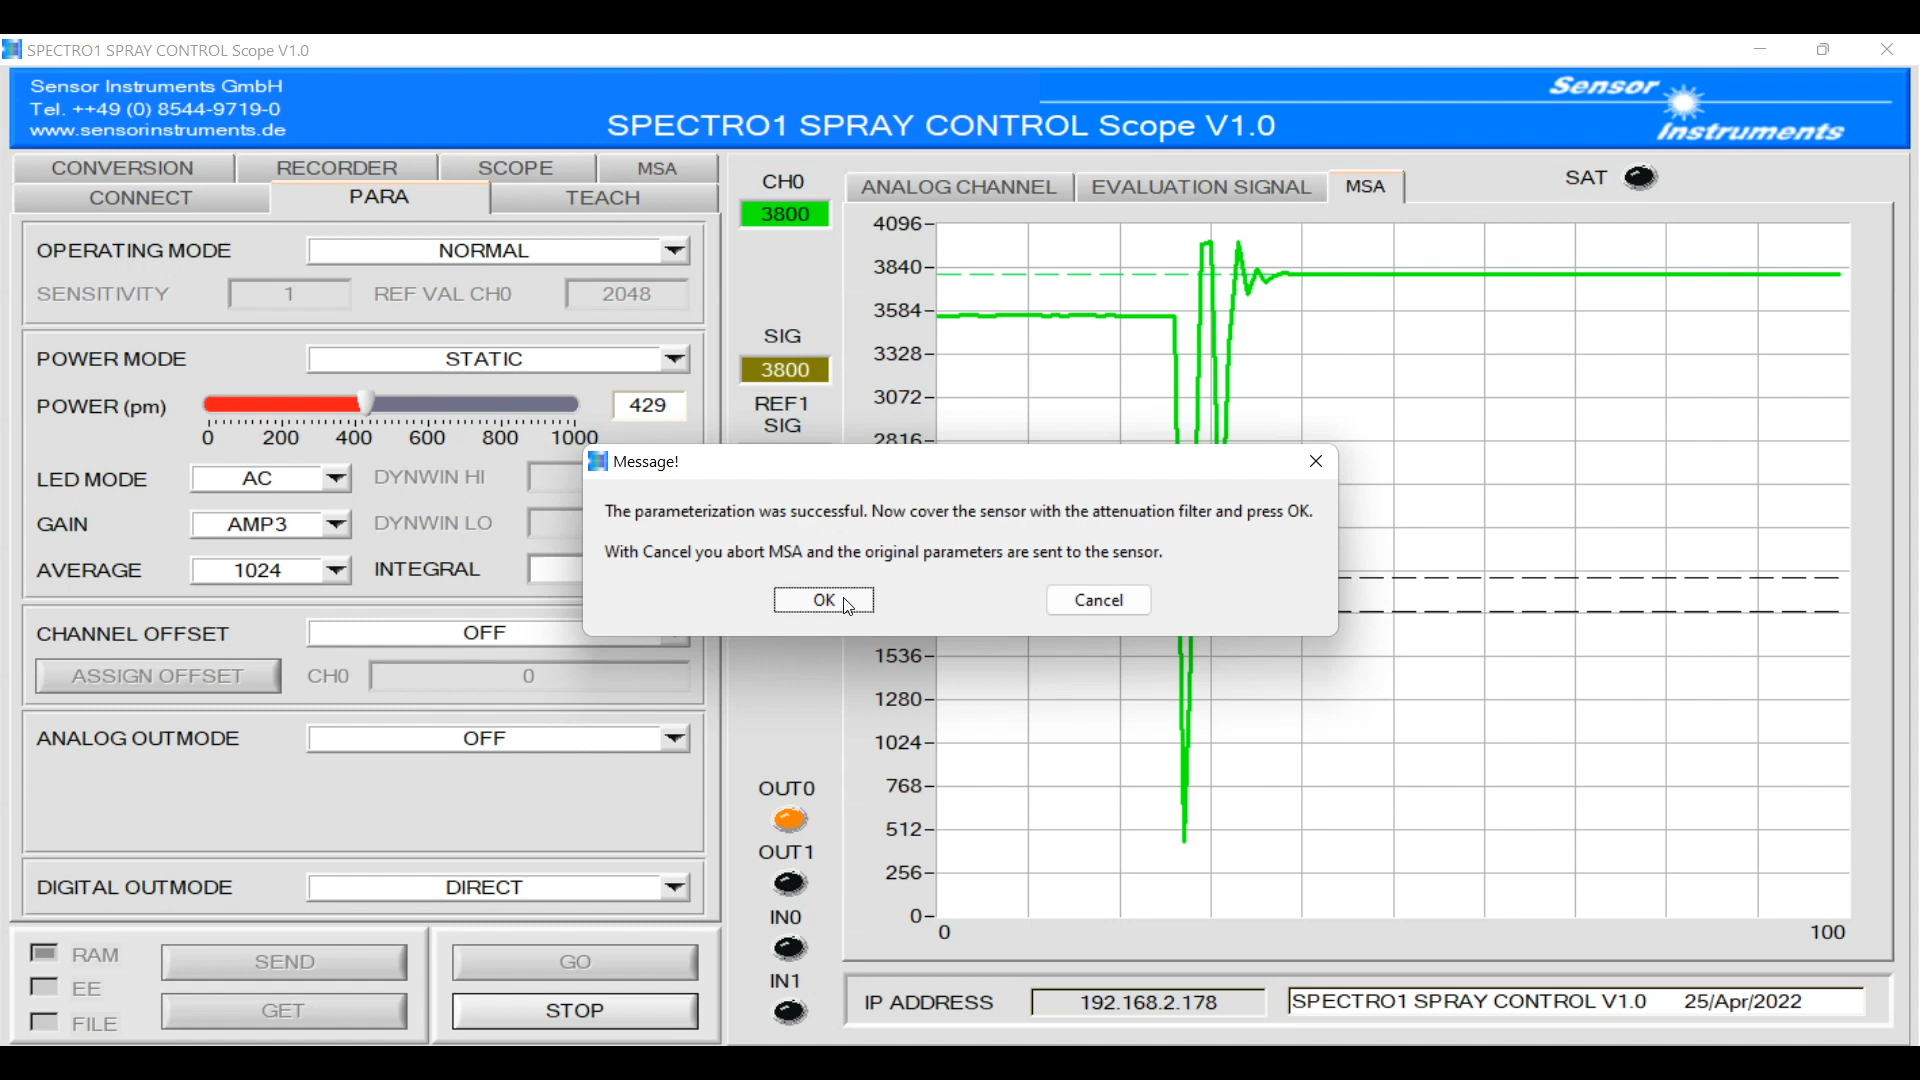 SPECTRO1 SPRAY CONTROL Scope V1.0
Sensor Instruments GmbH
Tel. ++49 (0) 8544-9719-0
www.sensorinstruments.de
SPECTRO1 SPRAY CONTROL Scope V1.0
Sensor
Instruments
CONVERSION
RECORDER
SCOPE
MSA
CONNECT
PARA
TEACH
OPERATING MODE
NORMAL
SENSITIVITY
1
REF VAL CH0
2048
POWER MODE
STATIC
POWER (pm)
429
0 200 400 600 800 1000
LED MODE
AC
DYNWIN HI
GAIN
AMP3
DYNWIN LO
AVERAGE
1024
INTEGRAL
CHANNEL OFFSET
OFF
ASSIGN OFFSET
CH0
0
ANALOG OUTMODE
OFF
DIGITAL OUTMODE
DIRECT
RAM
EE
FILE
SEND
GET
GO
STOP
CH0
3800
SIG
3800
REF1
SIG
OUT0
OUT1
IN0
IN1
ANALOG CHANNEL
EVALUATION SIGNAL
MSA
SAT
4096
3840
3584
3328
3072
2816
1536
1280
1024
768
512
256
0
0
100
Message!
The parameterization was successful. Now cover the sensor with the attenuation filter and press OK.
With Cancel you abort MSA and the original parameters are sent to the sensor.
OK
Cancel
IP ADDRESS
192.168.2.178
SPECTRO1 SPRAY CONTROL V1.0 25/Apr/2022